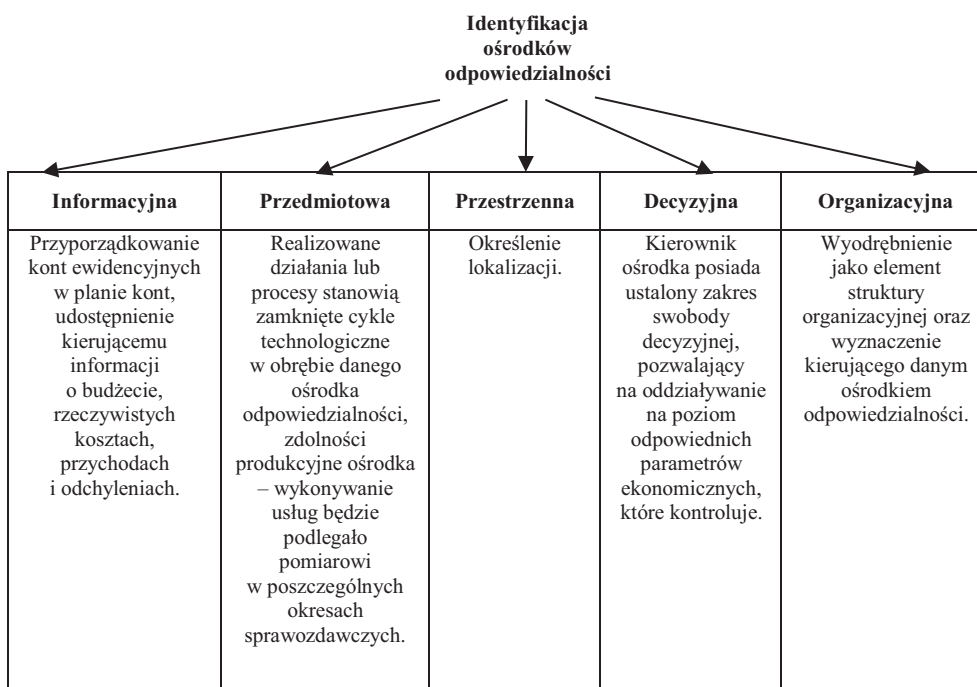 Identyfikacja
ośrodków
odpowiedzialności
Informacyjna
Przyporządkowanie
kont ewidencyjnych
w planie kont,
udostępnienie
kierującemu
informacji
o budżecie,
rzeczywistych
kosztach,
przychodach
i odchyleniach.
Przedmiotowa
Realizowane
działania lub
procesy stanowią
zamknięte cykle
technologiczne
w obrębie danego
ośrodka
odpowiedzialności,
zdolności
produkcyjne ośrodka
– wykonywanie
usług będzie
podlegało
pomiarowi
w poszczególnych
okresach
sprawozdawczych.
Przestrzenna
Określenie
lokalizacji.
Decyzyjna
Kierownik
ośrodka posiada
ustalony zakres
swobody
decyzyjnej,
pozwalający
na oddziaływanie
na poziom
odpowiednich
parametrów
ekonomicznych,
które kontroluje.
Organizacyjna
Wyodrębnienie
jako element
struktury
organizacyjnej oraz
wyznaczenie
kierującego danym
ośrodkiem
odpowiedzialności.